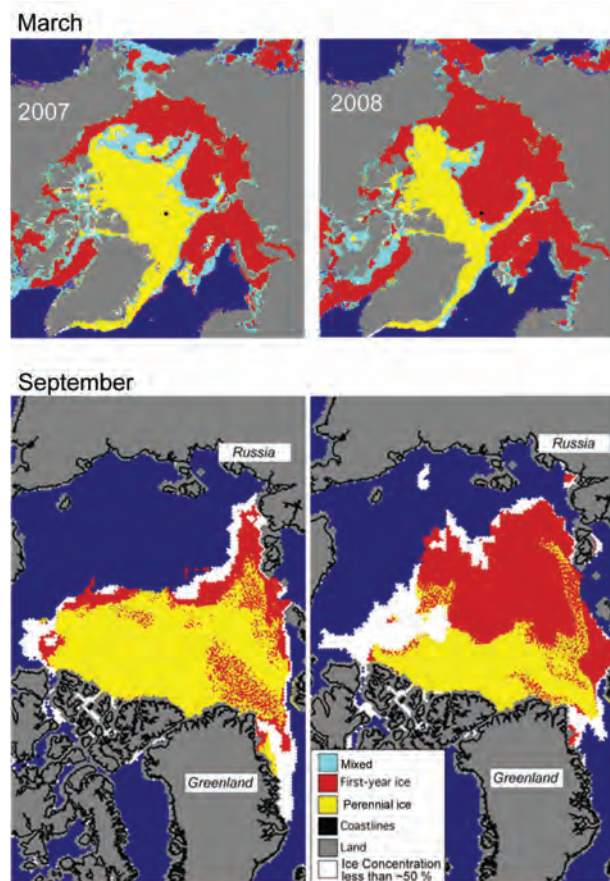 March
2007
2008
September
Russia
Russia
Greenland
Greenland
Mixed
First-year ice
Perennial ice
Coastlines
Land
Ice Concentration
less than ~50 %